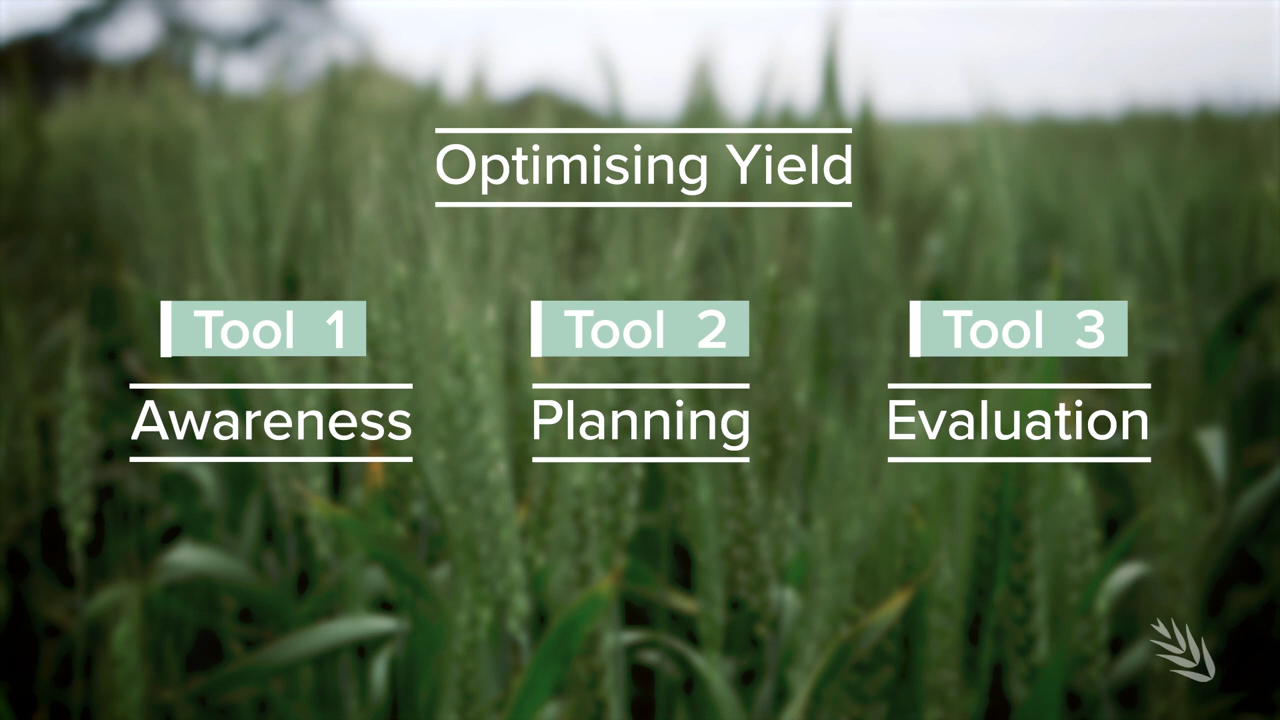 Optimising Yield
Tool 1
Tool 2
Tool 3
Awareness
Planning
Evaluation